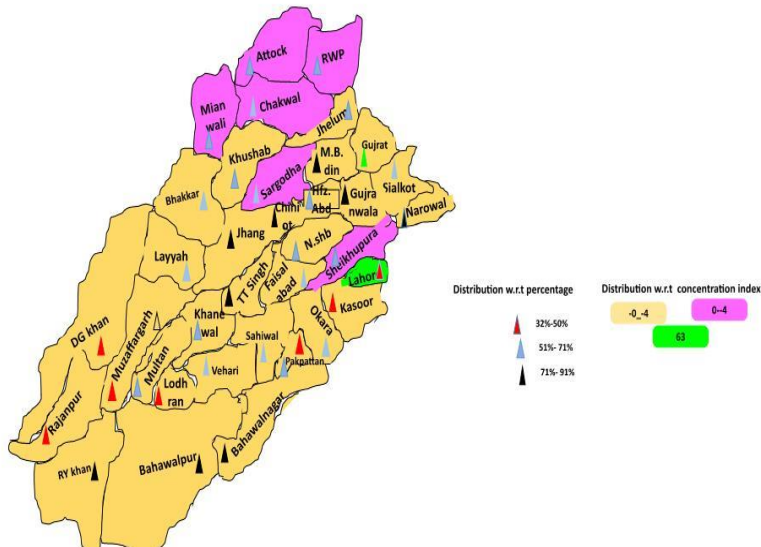 Attock
RWP
Mian
wali
Chakwal
Jhelum
Khushab
Sargodha
M.B.
din
Gujrat
Sialkot
Bhakkar
Hfz.
Abd
Gujra
nwala
Narowal
Chini
ot
Jhang
N.shb
Sheikhupura
Layyah
TT Singh
Faisal
abad
Lahor
Kasoor
DG khan
Muzaffargarh
Khane
wal
Okara
Multan
Sahiwal
Vehari
Pakpattan
Lodh
ran
Rajanpur
RY khan
Bahawalpur
Bahawalnagar
Distribution w.r.t percentage
32%-50%
51%- 71%
71%- 91%
Distribution w.r.t concentration index
-0_-4
0--4
63